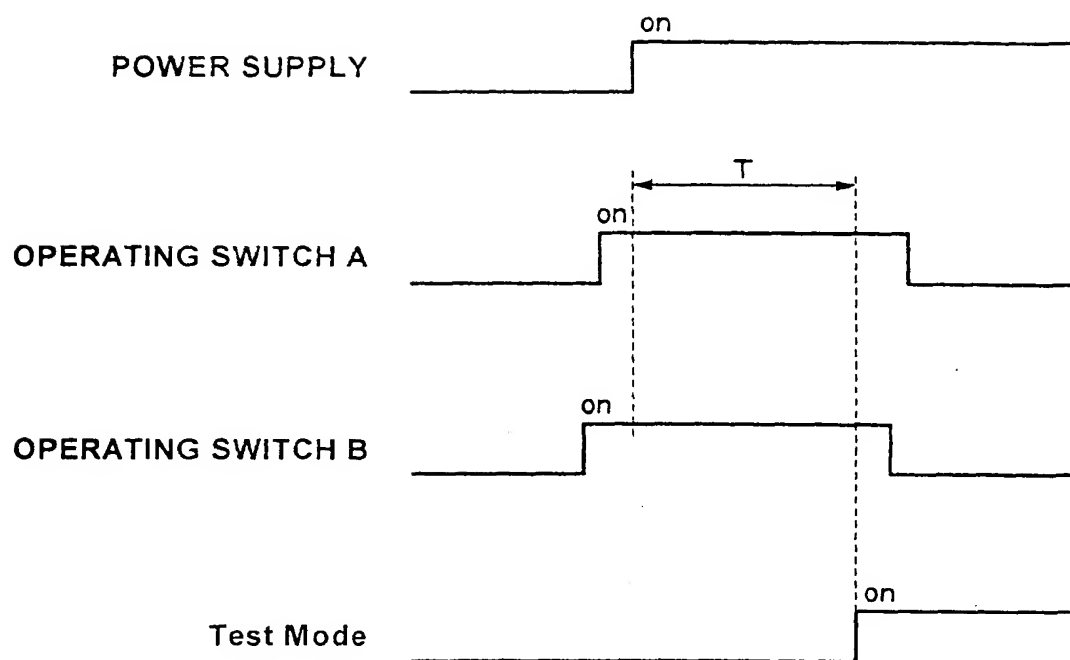 on
POWER SUPPLY
T
on
OPERATING SWITCH A
on
OPERATING SWITCH B
on
Test Mode